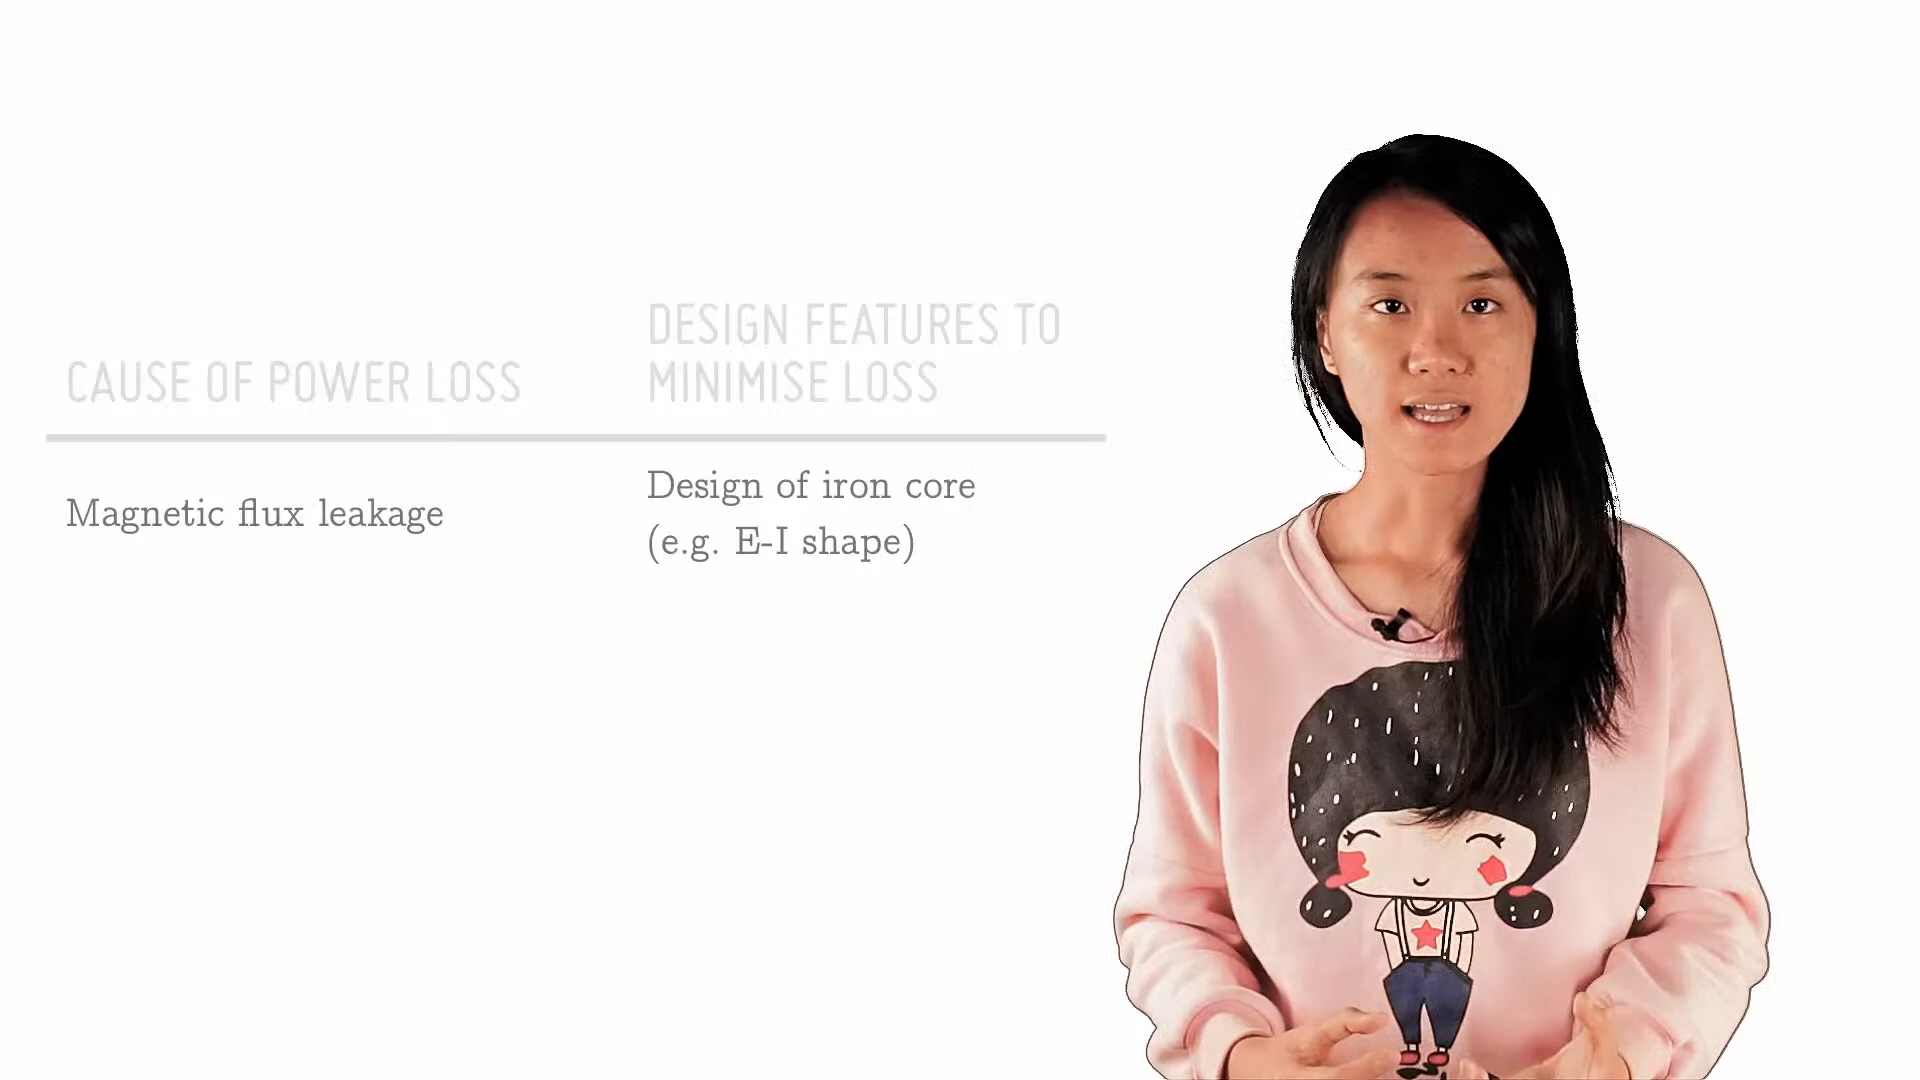 CAUSE OF POWER LOSS
DESIGN FEATURES TO
MINIMISE LOSS
Magnetic flux leakage
Design of iron core
(e.g. E-I shape)